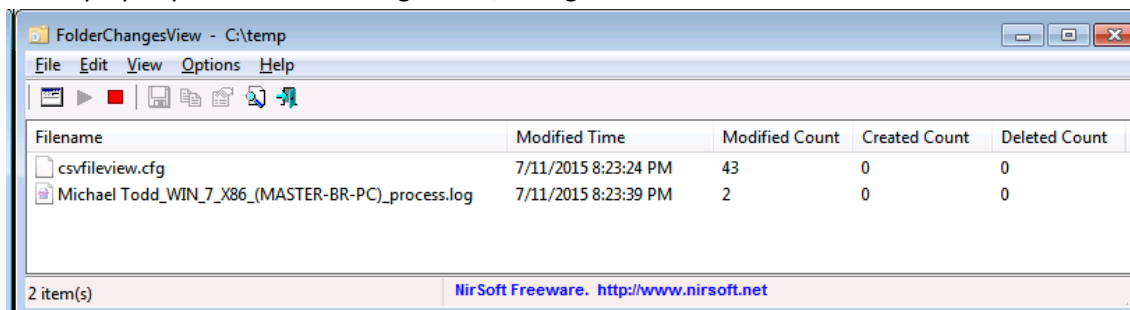 FolderChangesView - C:\temp
File Edit View Options Help
Filename Modified Time Modified Count Created Count Deleted Count
csvfileview.cfg 7/11/2015 8:23:24 PM 43 0 0
Michael Todd_WIN_7_X86_(MASTER-BR-PC)_process.log 7/11/2015 8:23:39 PM 2 0 0
2 item(s) NirSoft Freeware. http://www.nirsoft.net